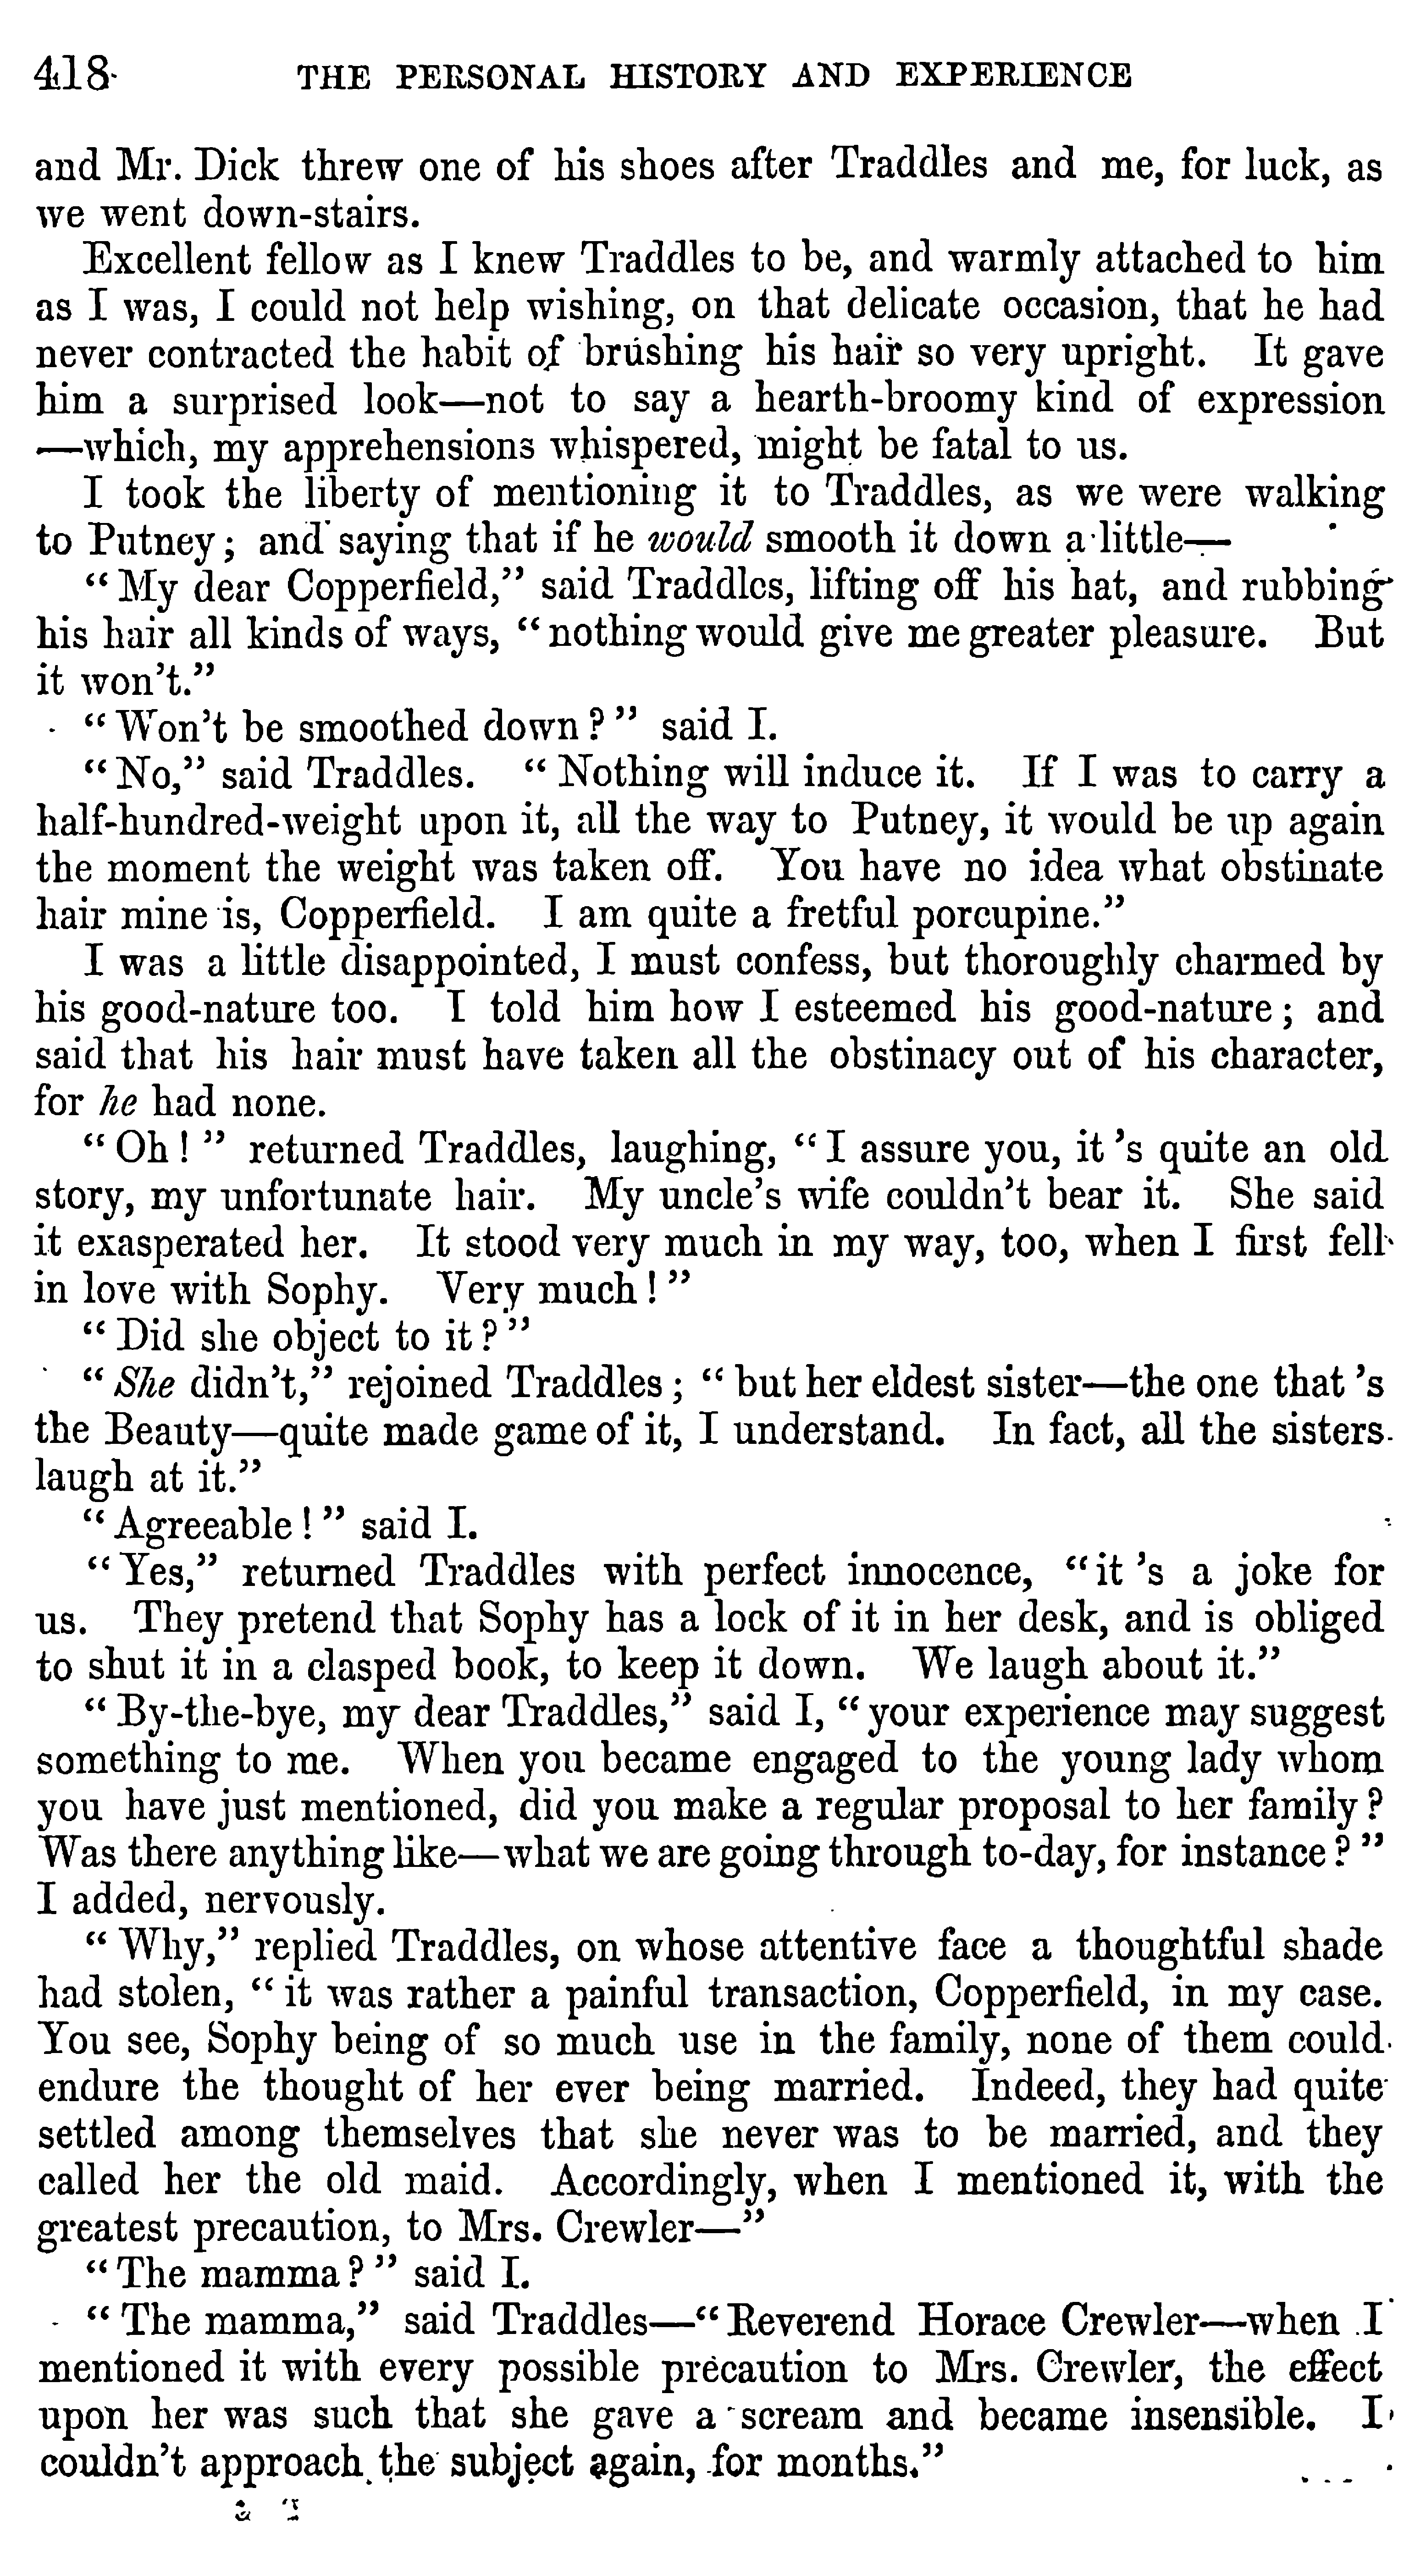 418 THE PERSONAL HISTORY AND EXPERIENCE
and Mr. Dick threw one of his shoes after Traddles and me, for luck, as
we went down-stairs.
Excellent fellow as I knew Traddles to be, and warmly attached to him
as I was, I could not help wishing, on that delicate occasion, that he had
never contracted the habit of brushing his hair so very upright. It gave
him a surprised look—not to say a hearth-broomy kind of expression
—which, my apprehensions whispered, might be fatal to us.
I took the liberty of mentioning it to Traddles, as we were walking
to Putney; and saying that if he would smooth it down a little—
“My dear Copperfield,” said Traddles, lifting off his hat, and rubbing
his hair all kinds of ways, “nothing would give me greater pleasure. But
it won’t.”
“Won’t be smoothed down?” said I.
“No,” said Traddles. “Nothing will induce it. If I was to carry a
half-hundred-weight upon it, all the way to Putney, it would be up again
the moment the weight was taken off. You have no idea what obstinate
hair mine is, Copperfield. I am quite a fretful porcupine.”
I was a little disappointed, I must confess, but thoroughly charmed by
his good-nature too. I told him how I esteemed his good-nature; and
said that his hair must have taken all the obstinacy out of his character,
for he had none.
“Oh!” returned Traddles, laughing, “I assure you, it’s quite an old
story, my unfortunate hair. My uncle’s wife couldn’t bear it. She said
it exasperated her. It stood very much in my way, too, when I first fell
in love with Sophy. Very much!”
“Did she object to it?”
“She didn’t,” rejoined Traddles; “but her eldest sister—the one that’s
the Beauty—quite made game of it, I understand. In fact, all the sisters
laugh at it.”
“Agreeable!” said I.
“Yes,” returned Traddles with perfect innocence, “it’s a joke for
us. They pretend that Sophy has a lock of it in her desk, and is obliged
to shut it in a clasped book, to keep it down. We laugh about it.”
“By-the-bye, my dear Traddles,” said I, “your experience may suggest
something to me. When you became engaged to the young lady whom
you have just mentioned, did you make a regular proposal to her family?
Was there anything like—what we are going through to-day, for instance?”
I added, nervously.
“Why,” replied Traddles, on whose attentive face a thoughtful shade
had stolen, “it was rather a painful transaction, Copperfield, in my case.
You see, Sophy being of so much use in the family, none of them could
endure the thought of her ever being married. Indeed, they had quite
settled among themselves that she never was to be married, and they
called her the old maid. Accordingly, when I mentioned it, with the
greatest precaution, to Mrs. Crewler—”
“The mamma?” said I.
“The mamma,” said Traddles—“Reverend Horace Crewler—when I
mentioned it with every possible precaution to Mrs. Crewler, the effect
upon her was such that she gave a scream and became insensible. I
couldn’t approach the subject again, for months.”